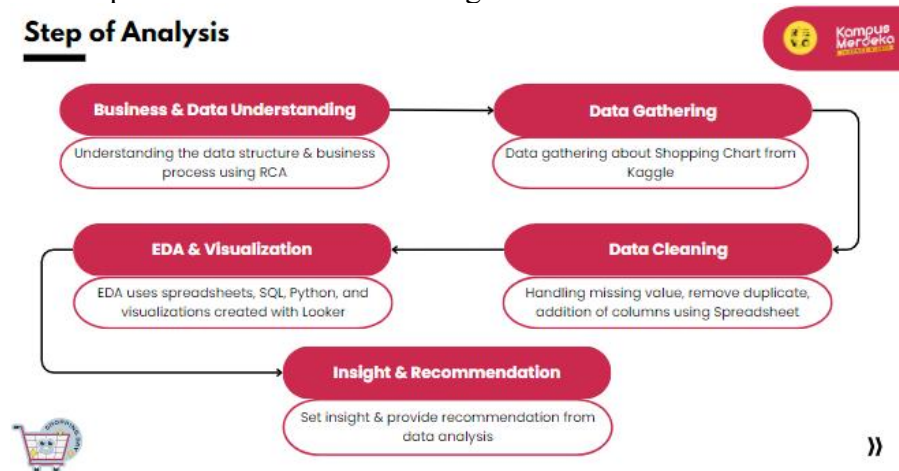 Step of Analysis
Kampus
Merdeka
Business & Data Understanding
Understanding the data structure & business
process using RCA
Data Gathering
Data gathering about Shopping Chart from
Kaggle
Data Cleaning
Handling missing value, remove duplicate,
addition of columns using Spreadsheet
EDA & Visualization
EDA uses spreadsheets, SQL, Python, and
visualizations created with Looker
Insight & Recommendation
Set insight & provide recommendation from
data analysis